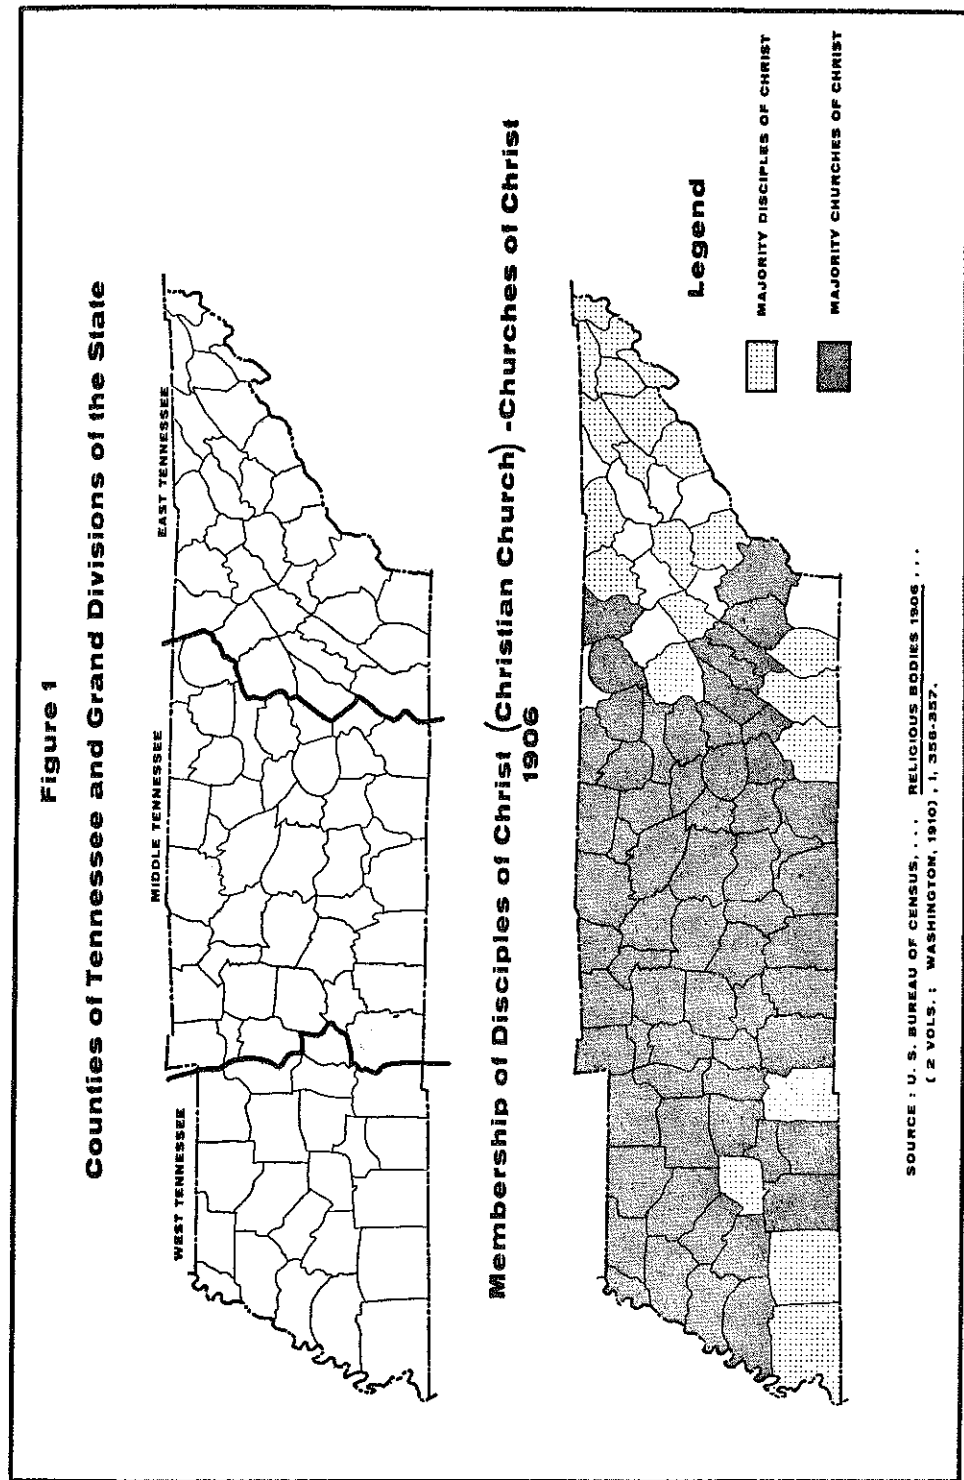 Figure 1
Counties of Tennessee and Grand Divisions of the State
WEST TENNESSEE
MIDDLE TENNESSEE
EAST TENNESSEE
Membership of Disciples of Christ (Christian Church) -Churches of Christ
1906
Legend
MAJORITY DISCIPLES OF CHRIST
MAJORITY CHURCHES OF CHRIST
SOURCE : U. S. BUREAU OF CENSUS, . . . RELIGIOUS BODIES 1906 . . .
( 2 VOLS. : WASHINGTON, 1910) , I, 356-357.